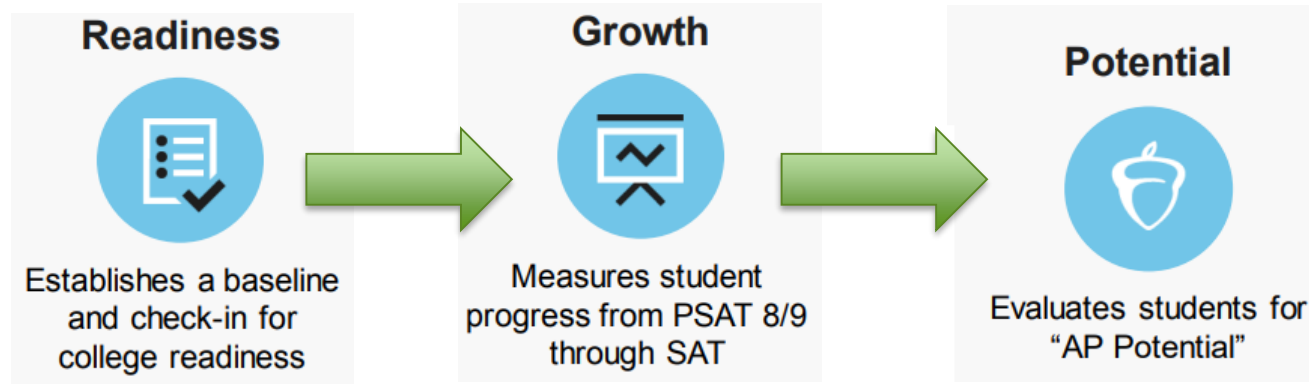 Readiness
Establishes a baseline
and check-in for
college readiness
Growth
Measures student
progress from PSAT 8/9
through SAT
Potential
Evaluates students for
“AP Potential”